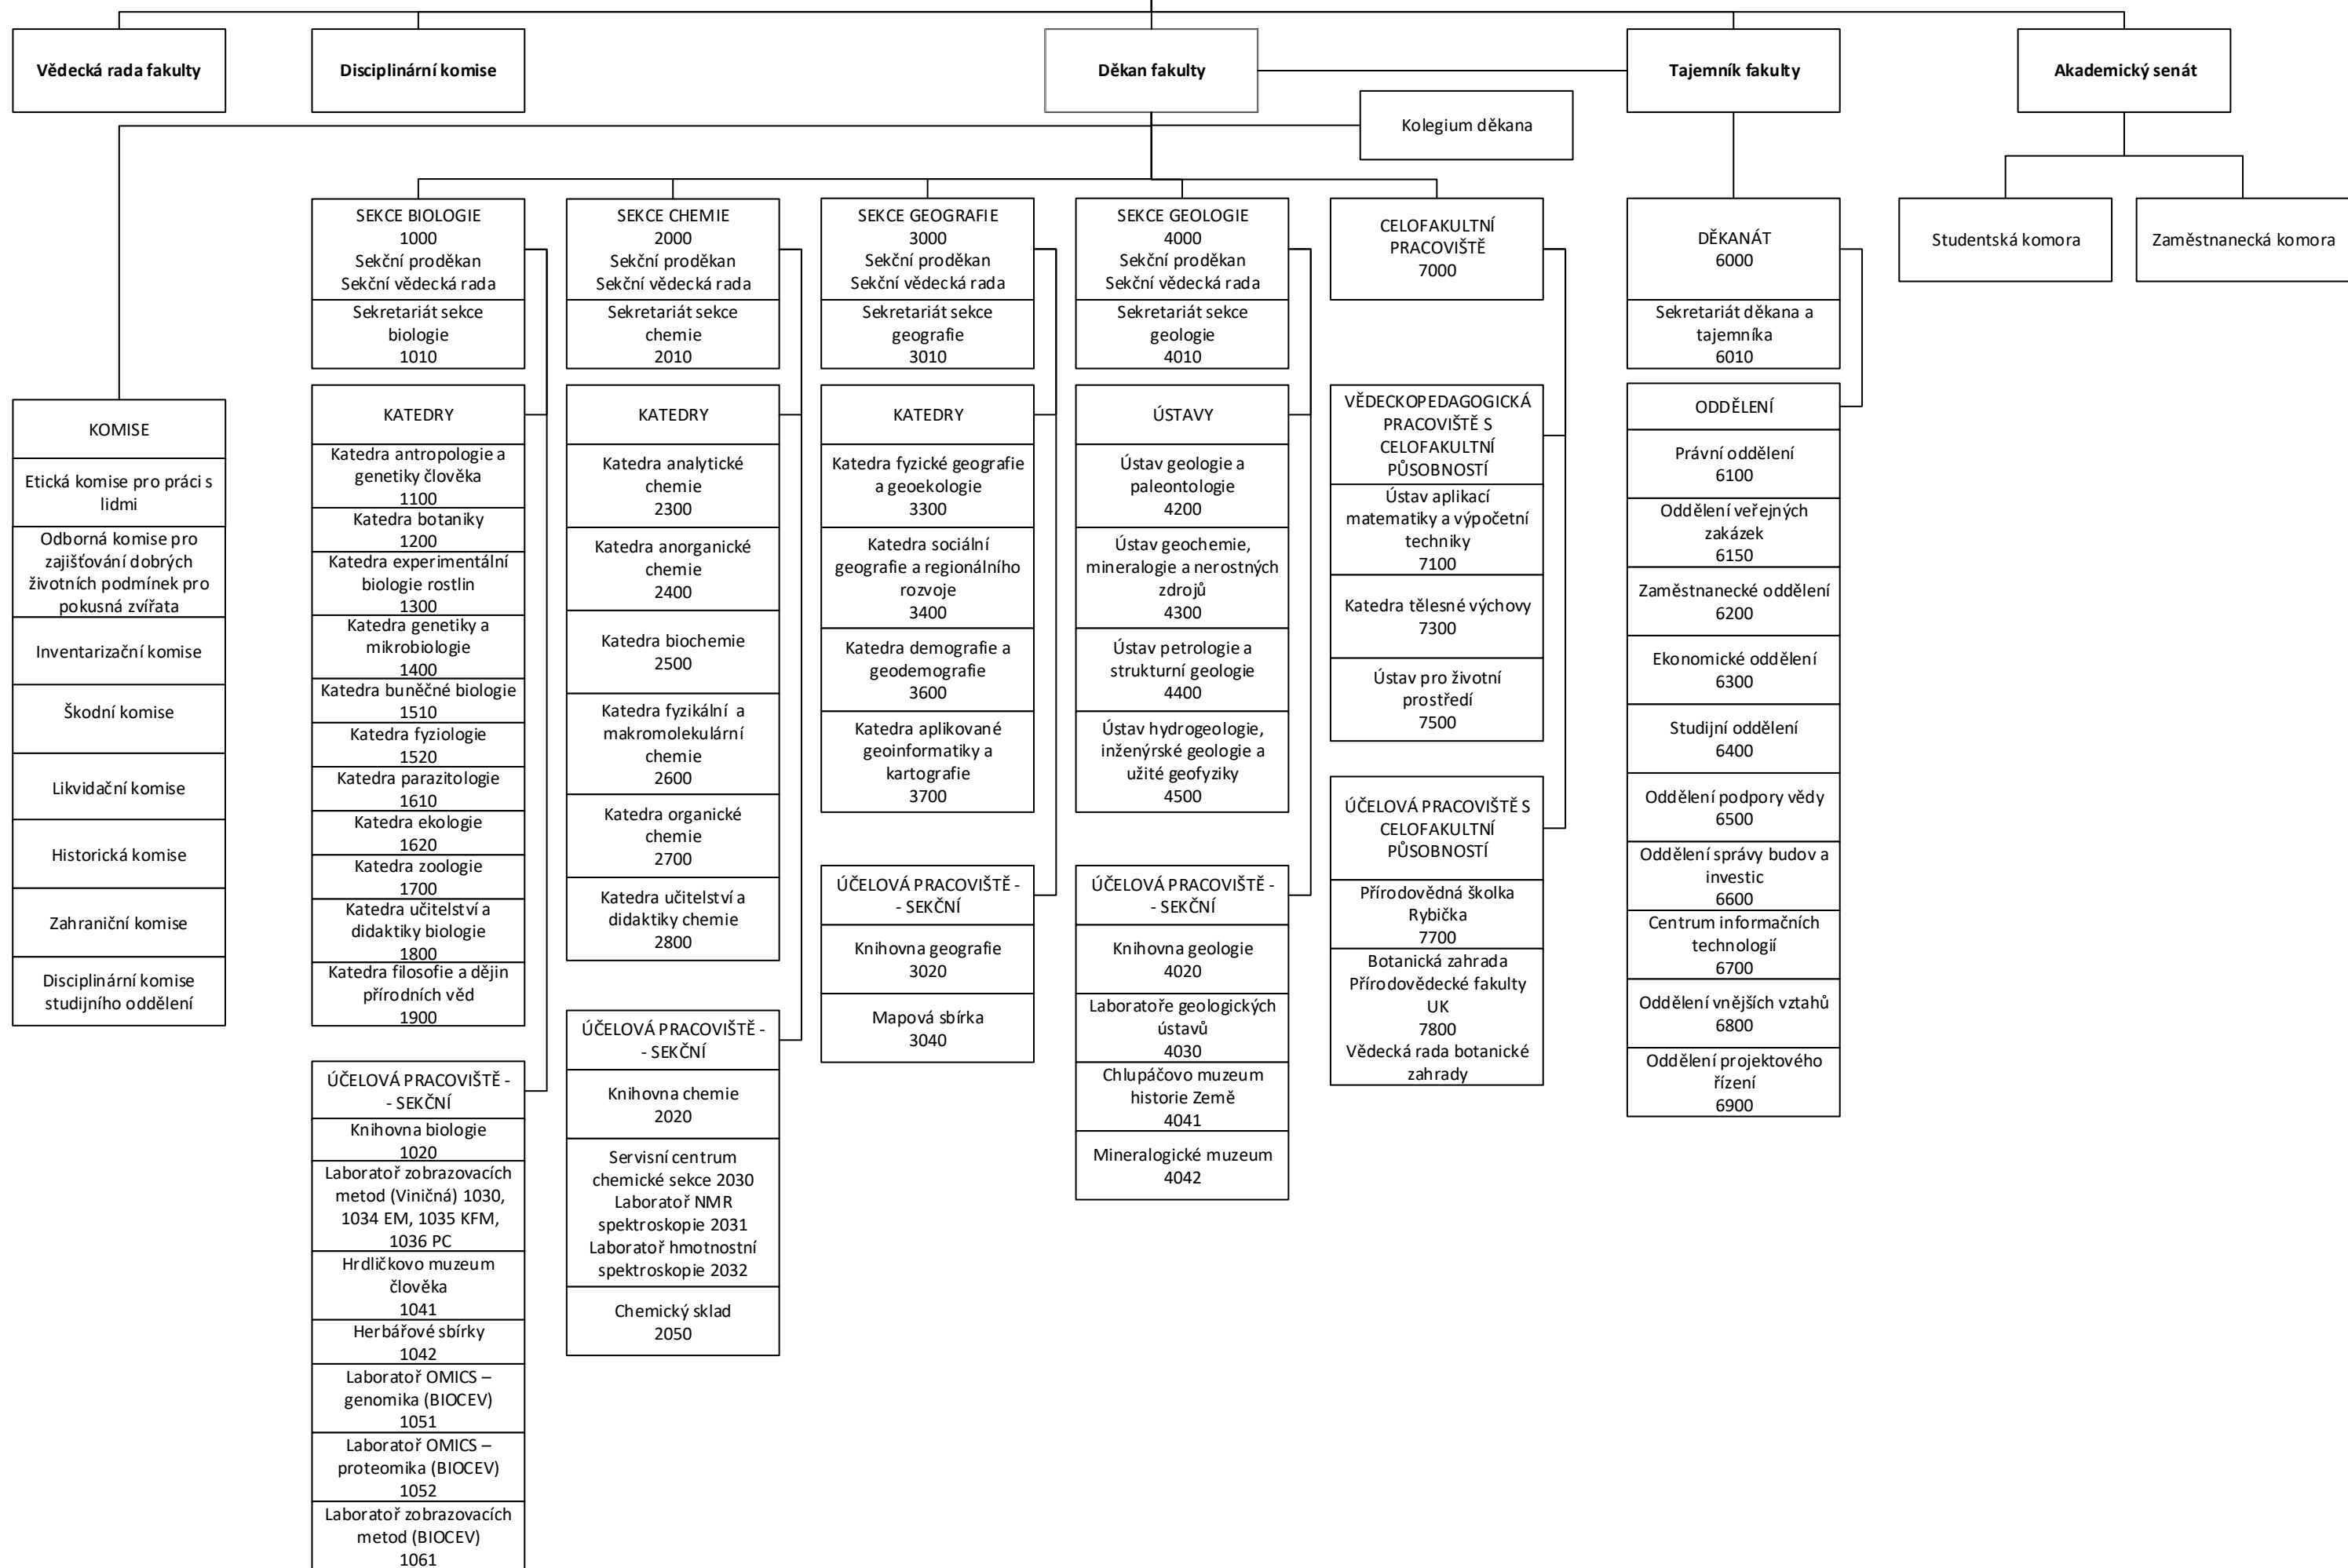 Vědecká rada fakulty
Disciplinární komise
Děkan fakulty
Tajemník fakulty
Akademický senát
Kolegium děkana
Studentská komora
Zaměstnanecká komora
KOMISE
Etická komise pro práci s
lidmi
Odborná komise pro
zajišťování dobrých
životních podmínek pro
pokusná zvířata
Inventarizační komise
Škodní komise
Likvidační komise
Historická komise
Zahraniční komise
Disciplinární komise
studijního oddělení
SEKCE BIOLOGIE
1000
Sekční proděkan
Sekční vědecká rada
Sekretariát sekce
biologie
1010
KATEDRY
Katedra antropologie a
genetiky člověka
1100
Katedra botaniky
1200
Katedra experimentální
biologie rostlin
1300
Katedra genetiky a
mikrobiologie
1400
Katedra buněčné biologie
1510
Katedra fyziologie
1520
Katedra parazitologie
1610
Katedra ekologie
1620
Katedra zoologie
1700
Katedra učitelství a
didaktiky biologie
1800
Katedra filosofie a dějin
přírodních věd
1900
ÚČELOVÁ PRACOVIŠTĚ -
- SEKČNÍ
Knihovna biologie
1020
Laboratoř zobrazovacích
metod (Viničná) 1030,
1034 EM, 1035 KFM,
1036 PC
Hrdličkovo muzeum
člověka
1041
Herbářové sbírky
1042
Laboratoř OMICS –
genomika (BIOCEV)
1051
Laboratoř OMICS –
proteomika (BIOCEV)
1052
Laboratoř zobrazovacích
metod (BIOCEV)
1061
SEKCE CHEMIE
2000
Sekční proděkan
Sekční vědecká rada
Sekretariát sekce
chemie
2010
KATEDRY
Katedra analytické
chemie
2300
Katedra anorganické
chemie
2400
Katedra biochemie
2500
Katedra fyzikální a
makromolekulární
chemie
2600
Katedra organické
chemie
2700
Katedra učitelství a
didaktiky chemie
2800
ÚČELOVÁ PRACOVIŠTĚ -
- SEKČNÍ
Knihovna chemie
2020
Servisní centrum
chemické sekce 2030
Laboratoř NMR
spektroskopie 2031
Laboratoř hmotnostní
spektroskopie 2032
Chemický sklad
2050
SEKCE GEOGRAFIE
3000
Sekční proděkan
Sekční vědecká rada
Sekretariát sekce
geografie
3010
KATEDRY
Katedra fyzické geografie
a geoekologie
3300
Katedra sociální
geografie a regionálního
rozvoje
3400
Katedra demografie a
geodemografie
3600
Katedra aplikované
geoinformatiky a
kartografie
3700
ÚČELOVÁ PRACOVIŠTĚ -
- SEKČNÍ
Knihovna geografie
3020
Mapová sbírka
3040
SEKCE GEOLOGIE
4000
Sekční proděkan
Sekční vědecká rada
Sekretariát sekce
geologie
4010
ÚSTAVY
Ústav geologie a
paleontologie
4200
Ústav geochemie,
mineralogie a nerostných
zdrojů
4300
Ústav petrologie a
strukturní geologie
4400
Ústav hydrogeologie,
inženýrské geologie a
užité geofyziky
4500
ÚČELOVÁ PRACOVIŠTĚ -
- SEKČNÍ
Knihovna geologie
4020
Laboratoře geologických
ústavů
4030
Chlupáčovo muzeum
historie Země
4041
Mineralogické muzeum
4042
CELOFAKULTNÍ
PRACOVIŠTĚ
7000
VĚDECKOPEDAGOGICKÁ
PRACOVIŠTĚ S
CELOFAKULTNÍ
PŮSOBNOSTÍ
Ústav aplikací
matematiky a výpočetní
techniky
7100
Katedra tělesné výchovy
7300
Ústav pro životní
prostředí
7500
ÚČELOVÁ PRACOVIŠTĚ S
CELOFAKULTNÍ
PŮSOBNOSTÍ
Přírodovědná školka
Rybička
7700
Botanická zahrada
Přírodovědecké fakulty
UK
7800
Vědecká rada botanické
zahrady
DĚKANÁT
6000
Sekretariát děkana a
tajemníka
6010
ODDĚLENÍ
Právní oddělení
6100
Oddělení veřejných
zakázek
6150
Zaměstnanecké oddělení
6200
Ekonomické oddělení
6300
Studijní oddělení
6400
Oddělení podpory vědy
6500
Oddělení správy budov a
investic
6600
Centrum informačních
technologií
6700
Oddělení vnějších vztahů
6800
Oddělení projektového
řízení
6900